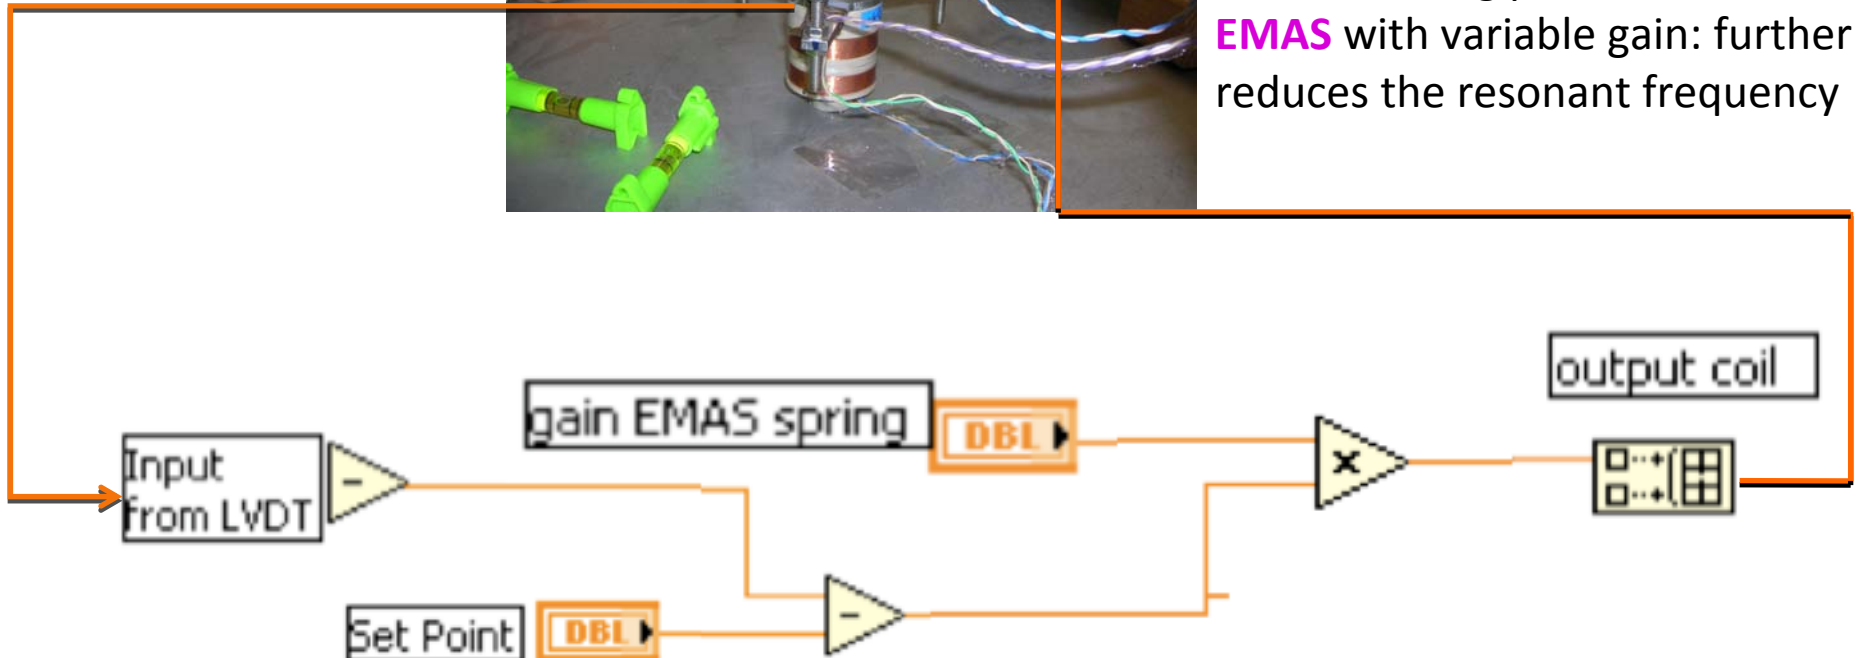 EMAS with variable gain: further
reduces the resonant frequency
output coil
gain EMAS spring
DBL
x
Input
from LVDT
-
-
Set Point
DBL